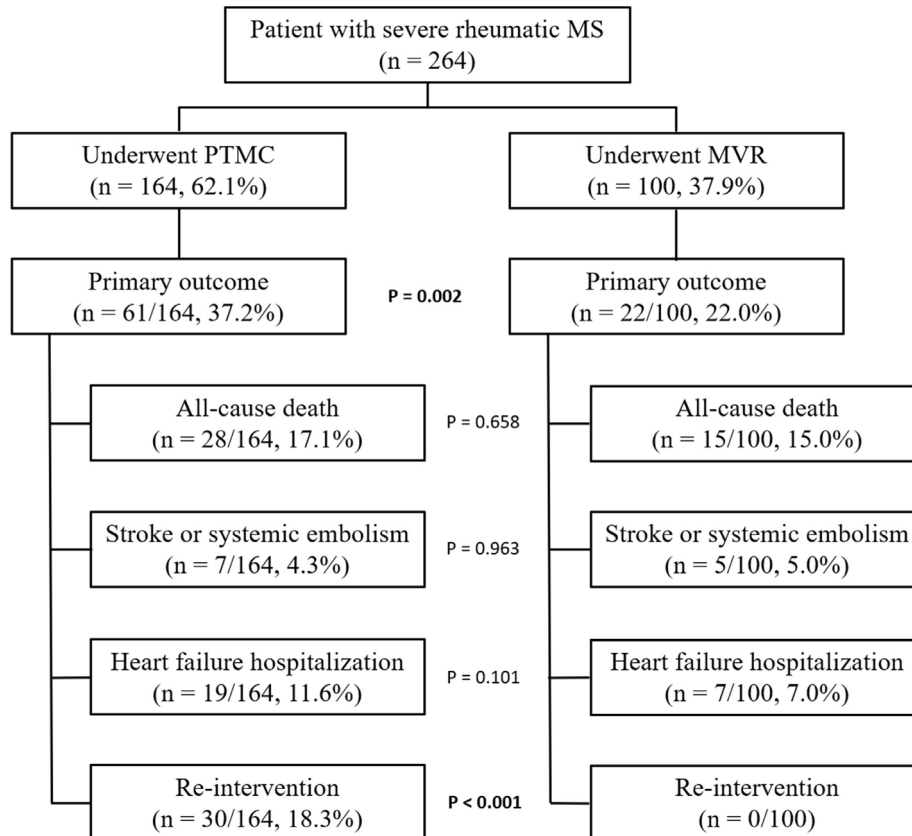 Patient with severe rheumatic MS
(n = 264)
Underwent PTMC
(n = 164, 62.1%)
Underwent MVR
(n = 100, 37.9%)
Primary outcome
(n = 61/164, 37.2%)
P = 0.002
Primary outcome
(n = 22/100, 22.0%)
All-cause death
(n = 28/164, 17.1%)
P = 0.658
All-cause death
(n = 15/100, 15.0%)
Stroke or systemic embolism
(n = 7/164, 4.3%)
P = 0.963
Stroke or systemic embolism
(n = 5/100, 5.0%)
Heart failure hospitalization
(n = 19/164, 11.6%)
P = 0.101
Heart failure hospitalization
(n = 7/100, 7.0%)
Re-intervention
(n = 30/164, 18.3%)
P < 0.001
Re-intervention
(n = 0/100)